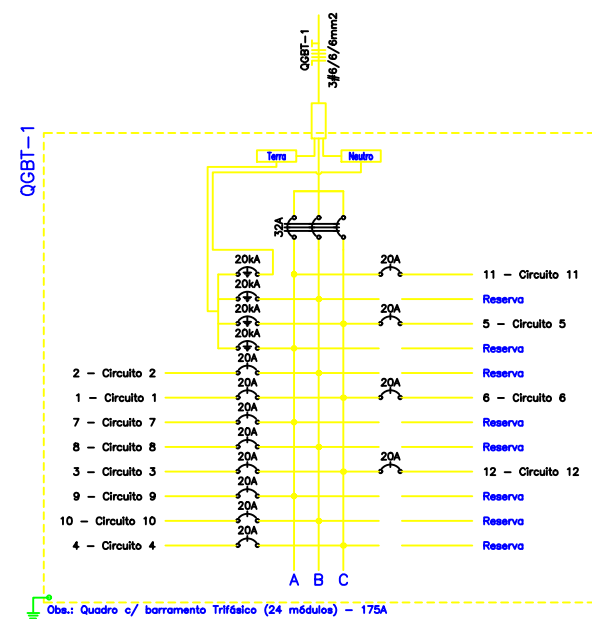 QGBT-1
3#6/6/6mm2
QGBT-1
Terra
Neutro
32A
20kA
20A
11 - Circuito 11
20kA
Reserva
20kA
20A
5 - Circuito 5
20kA
Reserva
2 - Circuito 2
20A
Reserva
1 - Circuito 1
20A
20A
6 - Circuito 6
7 - Circuito 7
20A
Reserva
8 - Circuito 8
20A
Reserva
3 - Circuito 3
20A
20A
12 - Circuito 12
9 - Circuito 9
20A
Reserva
10 - Circuito 10
20A
Reserva
4 - Circuito 4
20A
Reserva
A B C
Obs.: Quadro c/ barramento Trifásico (24 módulos) - 175A